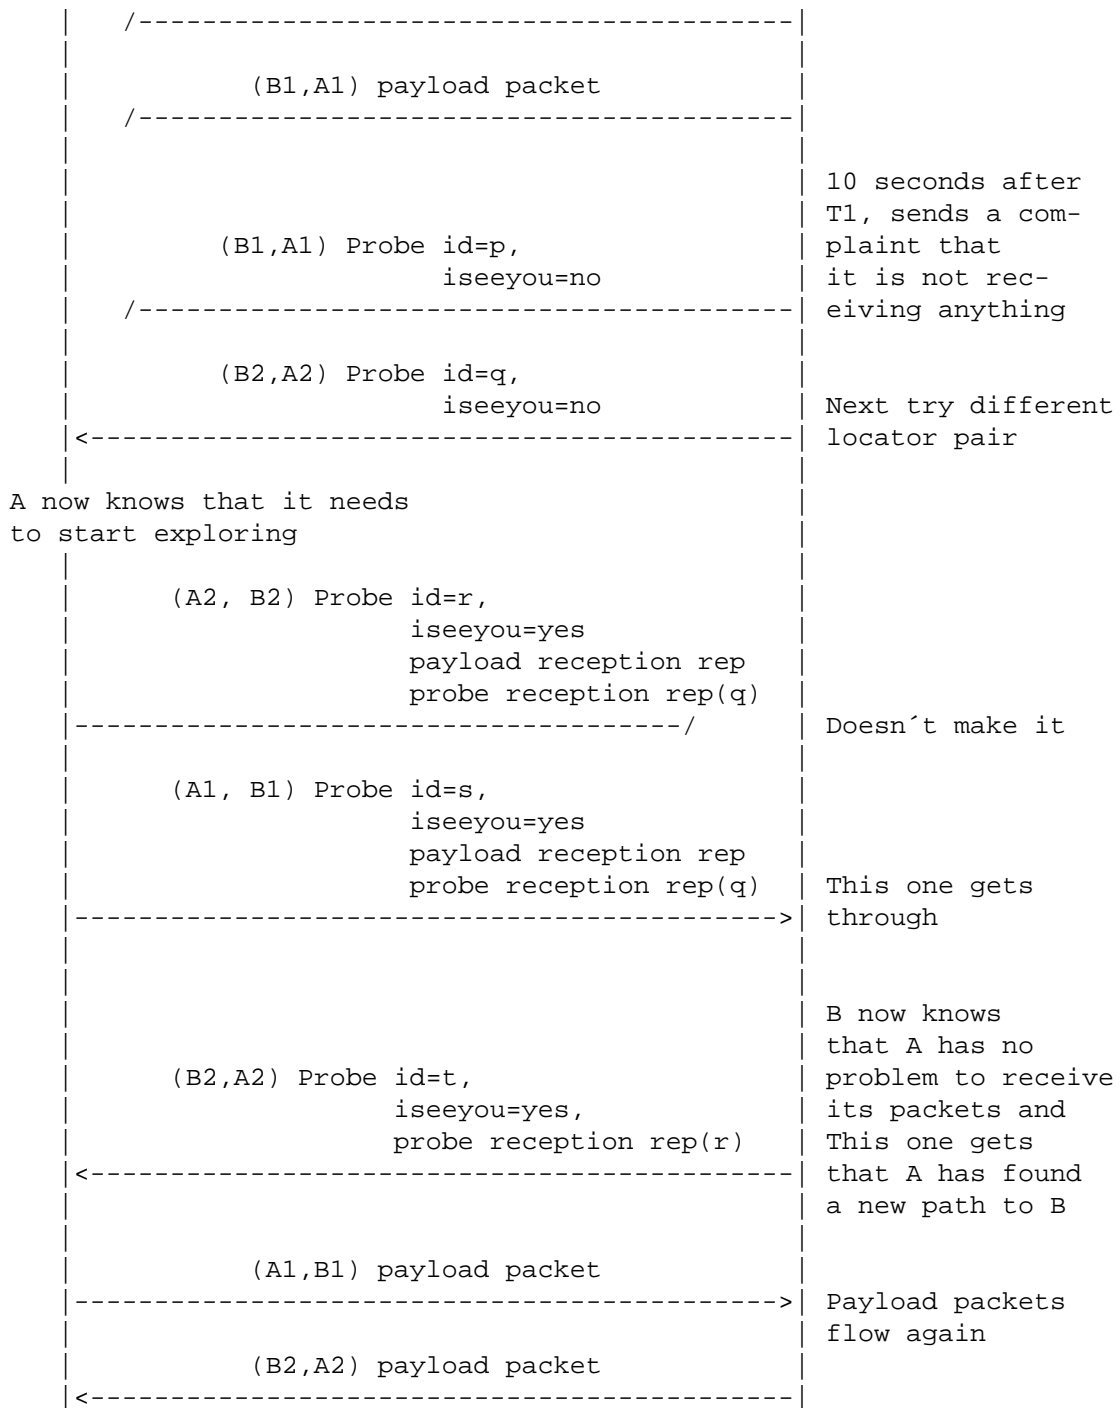 |   /-----------------------------------------|
|                                             |
|           (B1,A1) payload packet            |
|   /-----------------------------------------|
|                                             |
|                                             | 10 seconds after
|                                             | T1, sends a com-
|         (B1,A1) Probe id=p,                 | plaint that
|                       iseeyou=no            | it is not rec-
|   /-----------------------------------------| eiving anything
|                                             |
|         (B2,A2) Probe id=q,                 |
|                       iseeyou=no            | Next try different
|<--------------------------------------------| locator pair
|                                             |
A now knows that it needs                         |
to start exploring                                |
|                                             |
|      (A2, B2) Probe id=r,                   |
|                     iseeyou=yes             |
|                     payload reception rep   |
|                     probe reception rep(q)  |
|--------------------------------------/      | Doesn´t make it
|                                             |
|      (A1, B1) Probe id=s,                   |
|                     iseeyou=yes             |
|                     payload reception rep   |
|                     probe reception rep(q)  | This one gets
|-------------------------------------------->| through
|                                             |
|                                             |
|                                             | B now knows
|                                             | that A has no
|      (B2,A2) Probe id=t,                    | problem to receive
|                    iseeyou=yes,             | its packets and
|                    probe reception rep(r)   | This one gets
|<--------------------------------------------| that A has found
|                                             | a new path to B
|                                             |
|           (A1,B1) payload packet            |
|-------------------------------------------->| Payload packets
|                                             | flow again
|           (B2,A2) payload packet            |
|<--------------------------------------------|